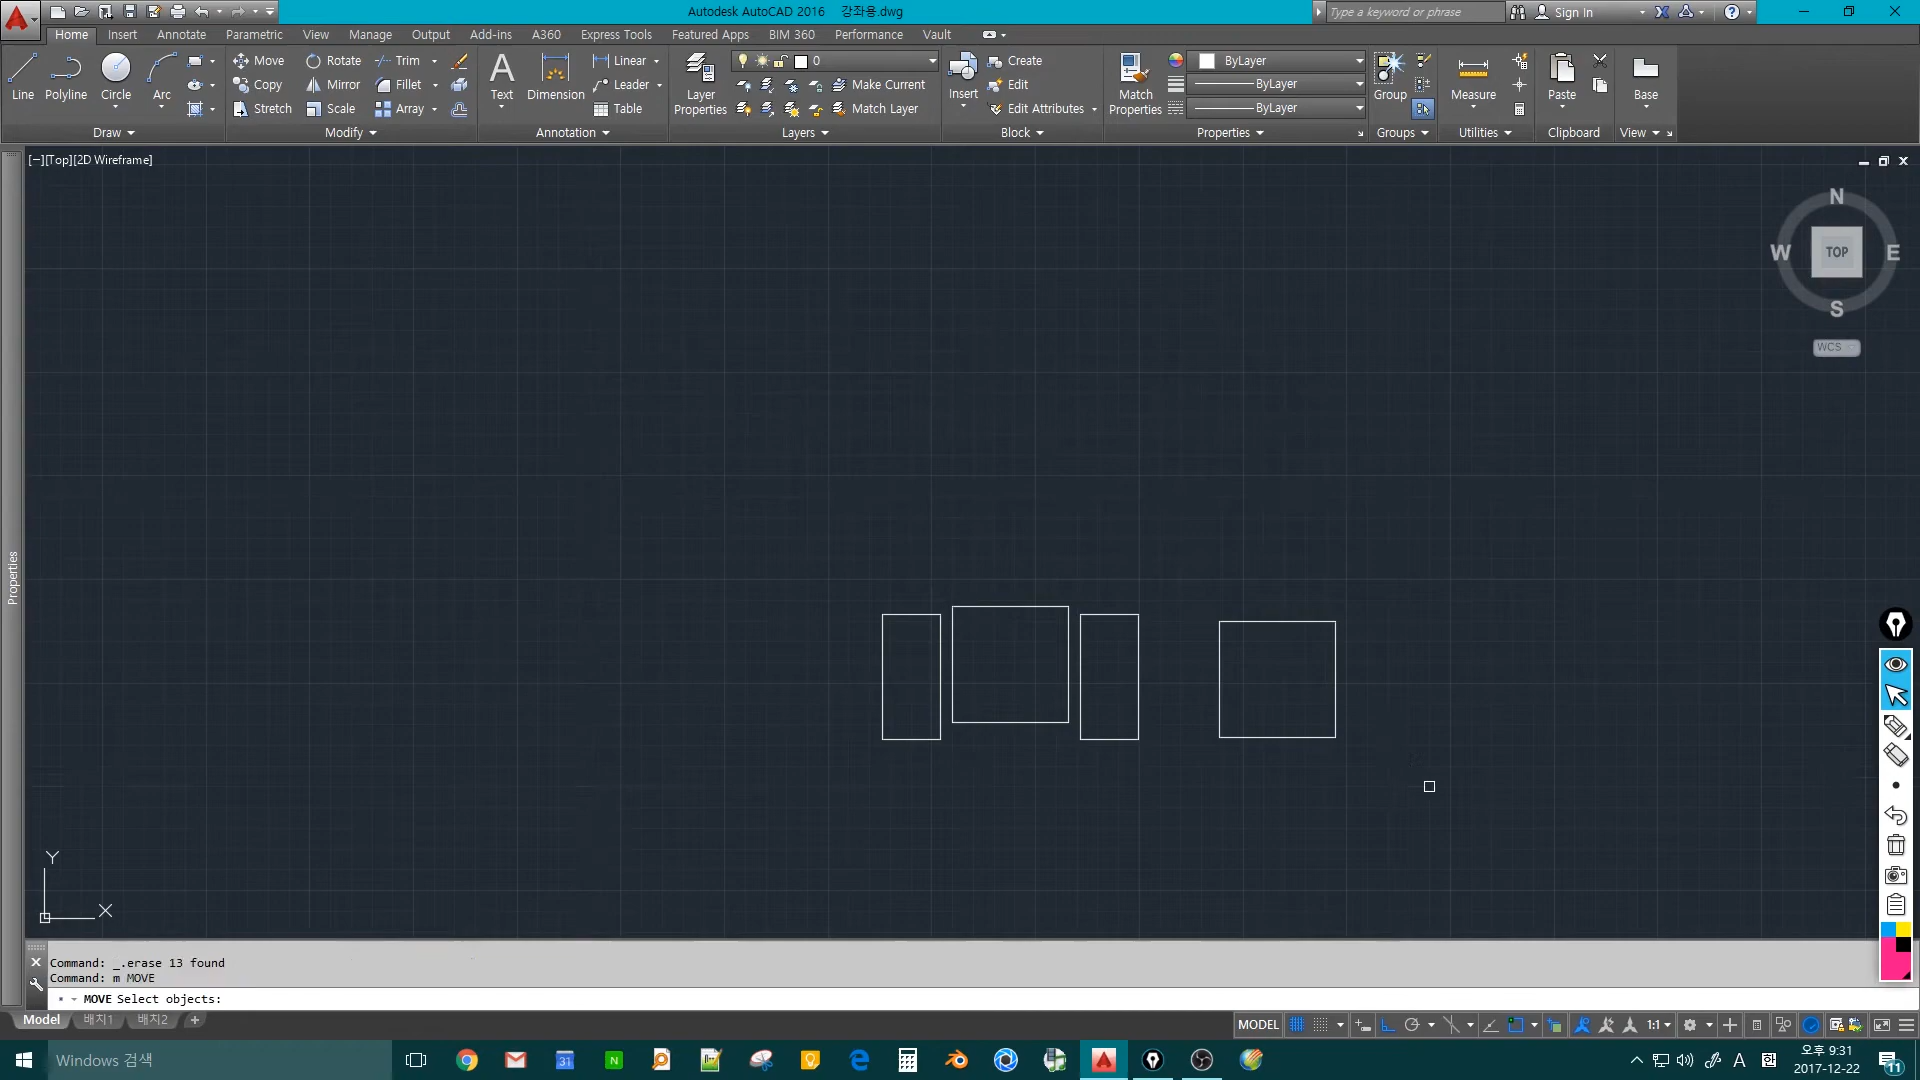 Autodesk AutoCAD 2016 강좌용.dwg
Type a keyword or phrase
Sign In
Home Insert Annotate Parametric View Manage Output Add-ins A360 Express Tools Featured Apps BIM 360 Performance Vault
Line Polyline Circle Arc
Draw
Move Rotate Trim
Copy Mirror Fillet
Stretch Scale Array
Modify
Text Dimension
Linear
Leader
Table
Annotation
Layer Properties
0
Make Current
Match Layer
Layers
Insert
Create
Edit
Edit Attributes
Block
Match Properties
ByLayer
ByLayer
ByLayer
Properties
Group
Groups
Measure
Utilities
Paste
Clipboard
Base
View
[−][Top][2D Wireframe]
N
W TOP E
S
WCS
Properties
Y
X
Command: _.erase 13 found
Command: m MOVE
MOVE Select objects:
Model 배치1 배치2 +
MODEL 1:1
Windows 검색
31
N
A
오후 9:31
2017-12-22
11